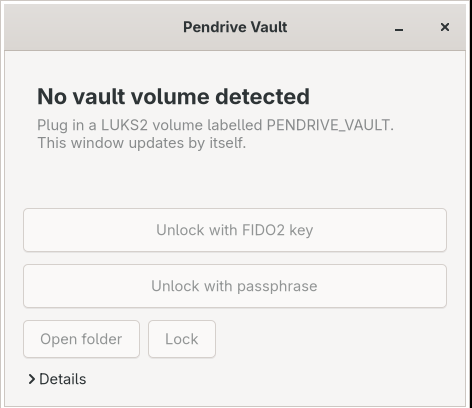 Pendrive Vault
No vault volume detected
Plug in a LUKS2 volume labelled PENDRIVE_VAULT.
This window updates by itself.
Unlock with FIDO2 key
Unlock with passphrase
Open folder
Lock
Details